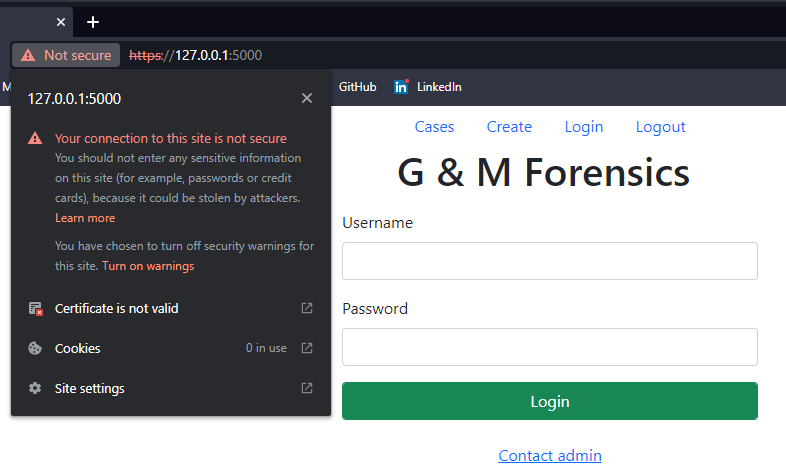 Not secure https://127.0.0.1:5000
M
GitHub in LinkedIn
127.0.0.1:5000
Your connection to this site is not secure
You should not enter any sensitive information
on this site (for example, passwords or credit
cards), because it could be stolen by attackers.
Learn more
You have chosen to turn off security warnings for
this site. Turn on warnings
Certificate is not valid
Cookies 0 in use
Site settings
Cases Create Login Logout
G & M Forensics
Username
Password
Login
Contact admin